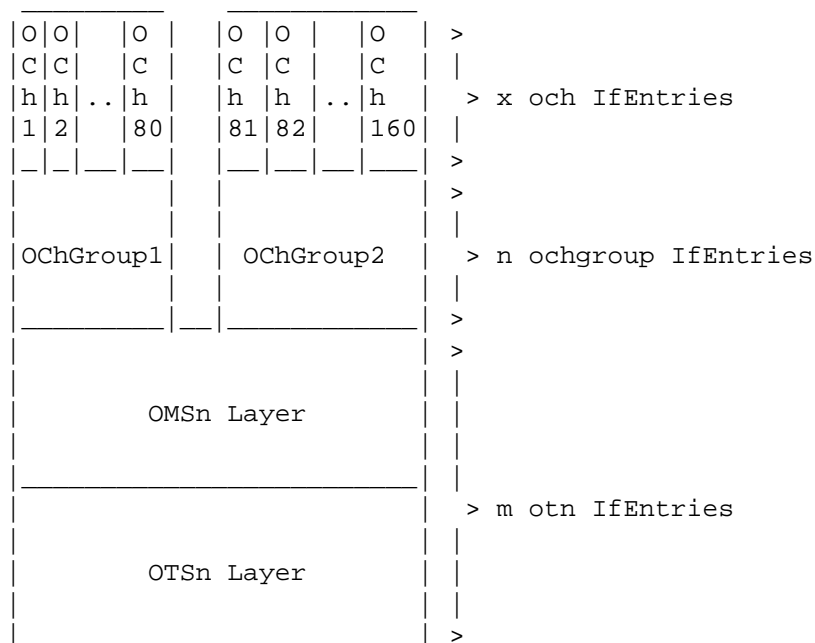 O O O O O O
C C C C C C
h h .. h h h .. h > x och IfEntries
1 2 80 81 82 160
OChGroup1 OChGroup2 > n ochgroup IfEntries
OMSn Layer
> m otn IfEntries
OTSn Layer